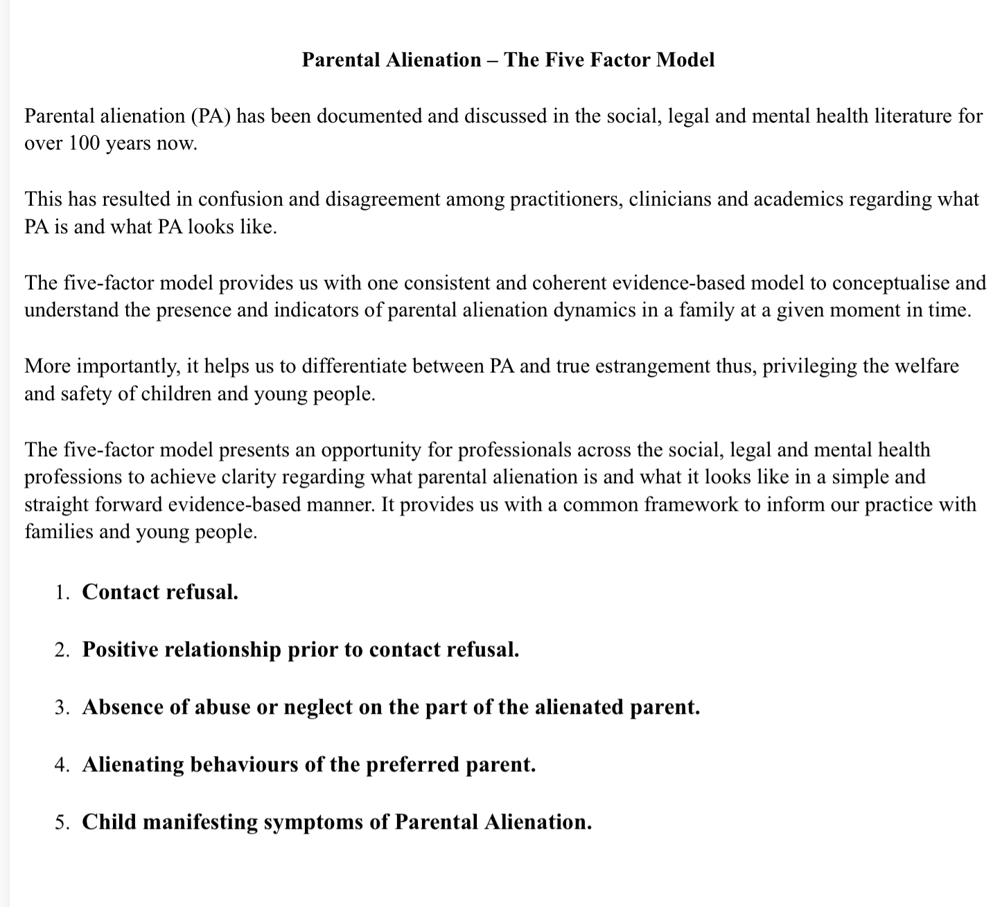 Parental Alienation – The Five Factor Model
Parental alienation (PA) has been documented and discussed in the social, legal and mental health literature for
over 100 years now.
This has resulted in confusion and disagreement among practitioners, clinicians and academics regarding what
PA is and what PA looks like.
The five-factor model provides us with one consistent and coherent evidence-based model to conceptualise and
understand the presence and indicators of parental alienation dynamics in a family at a given moment in time.
More importantly, it helps us to differentiate between PA and true estrangement thus, privileging the welfare
and safety of children and young people.
The five-factor model presents an opportunity for professionals across the social, legal and mental health
professions to achieve clarity regarding what parental alienation is and what it looks like in a simple and
straight forward evidence-based manner. It provides us with a common framework to inform our practice with
families and young people.
1. Contact refusal.
2. Positive relationship prior to contact refusal.
3. Absence of abuse or neglect on the part of the alienated parent.
4. Alienating behaviours of the preferred parent.
5. Child manifesting symptoms of Parental Alienation.